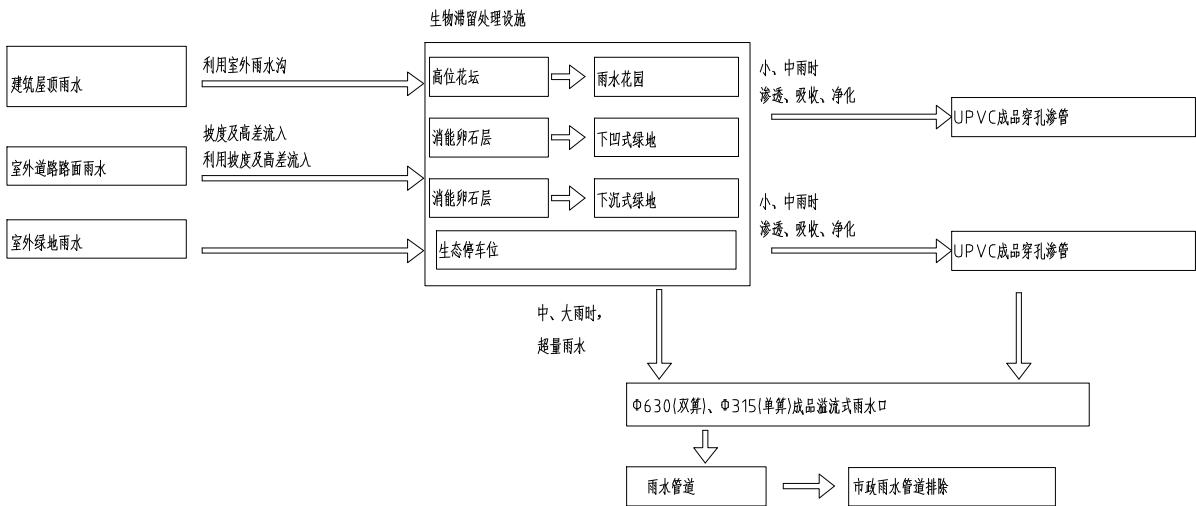 生物滞留处理设施
建筑屋顶雨水
利用室外雨水沟
高位花坛
雨水花园
小、中雨时
渗透、吸收、净化
UPVC成品穿孔渗管
室外道路路面雨水
坡度及高差流入
利用坡度及高差流入
消能卵石层
下凹式绿地
消能卵石层
下沉式绿地
小、中雨时
渗透、吸收、净化
室外绿地雨水
生态停车位
UPVC成品穿孔渗管
中、大雨时，
超量雨水
Φ630(双箅)、Φ315(单箅)成品溢流式雨水口
雨水管道
市政雨水管道排除